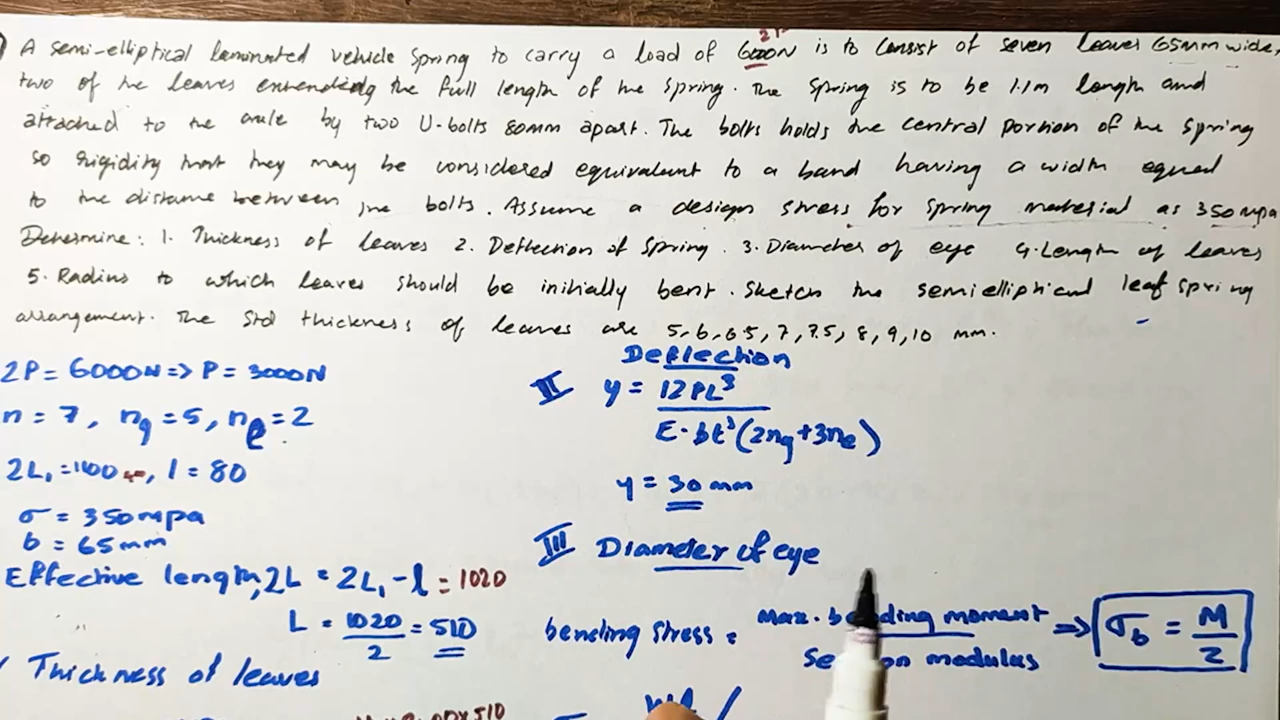 A semi-elliptical laminated vehicle spring to carry a load of 6000N is to consist of seven leaves 65mm wide,
two of the leaves extending the full length of the spring. The spring is to be 1.1m length and
attached to the axle by two U-bolts 80mm apart. The bolts holds the central portion of the spring
so rigidity that they may be considered equivalent to a band having a width equal
to the distance between the bolts. Assume a design stress for spring material as 350 mpa
Determine: 1. Thickness of leaves 2. Deflection of spring. 3. Diameter of eye 4. Length of leaves
5. Radius to which leaves should be initially bent. Sketch the semielliptical leaf spring
arrangement. The Std thickness of leaves are 5, 6, 6.5, 7, 7.5, 8, 9, 10 mm.
2P = 6000N => P = 3000N
n = 7, ng = 5, ne = 2
2L1 = 1100, l = 80
σ = 350mpa
b = 65mm
Effective length, 2L = 2L1 - l = 1020
L = 1020/2 = 510
Thickness of leaves
Deflection
II y = 12PL³
E·bt³(2ng+3ne)
y = 30 mm
III Diameter of eye
bending stress = Max. bending moment => σb = M/Z
modulus